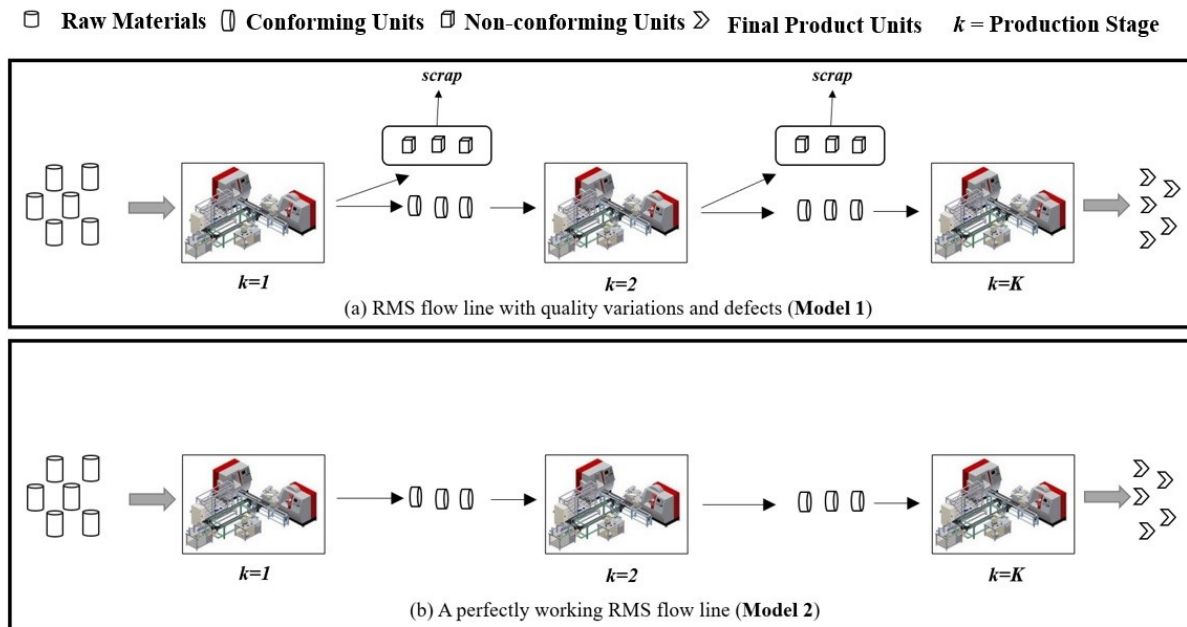 Raw Materials Conforming Units Non-conforming Units Final Product Units k = Production Stage
scrap scrap
k=1 k=2 k=K
(a) RMS flow line with quality variations and defects (Model 1)
k=1 k=2 k=K
(b) A perfectly working RMS flow line (Model 2)